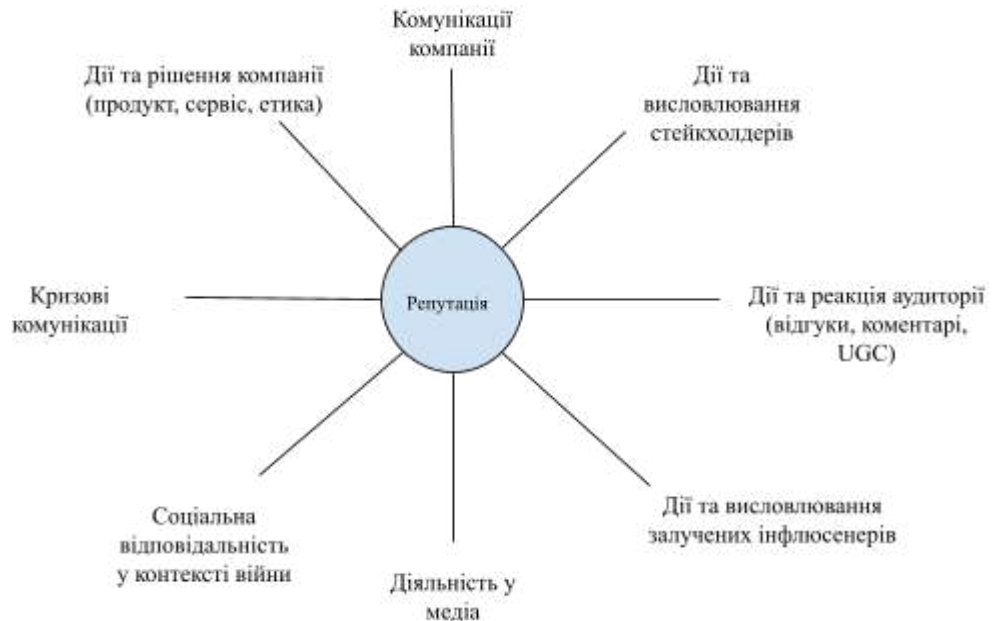 Комунікації
компанії
Дії та рішення компанії
(продукт, сервіс, етика)
Дії та
висловлювання
стейкхолдерів
Кризові
комунікації
Репутація
Дії та реакція аудиторії
(відгуки, коментарі,
UGC)
Соціальна
відповідальність
у контексті війни
Діяльність у
медіа
Дії та висловлювання
залучених інфлюсенерів